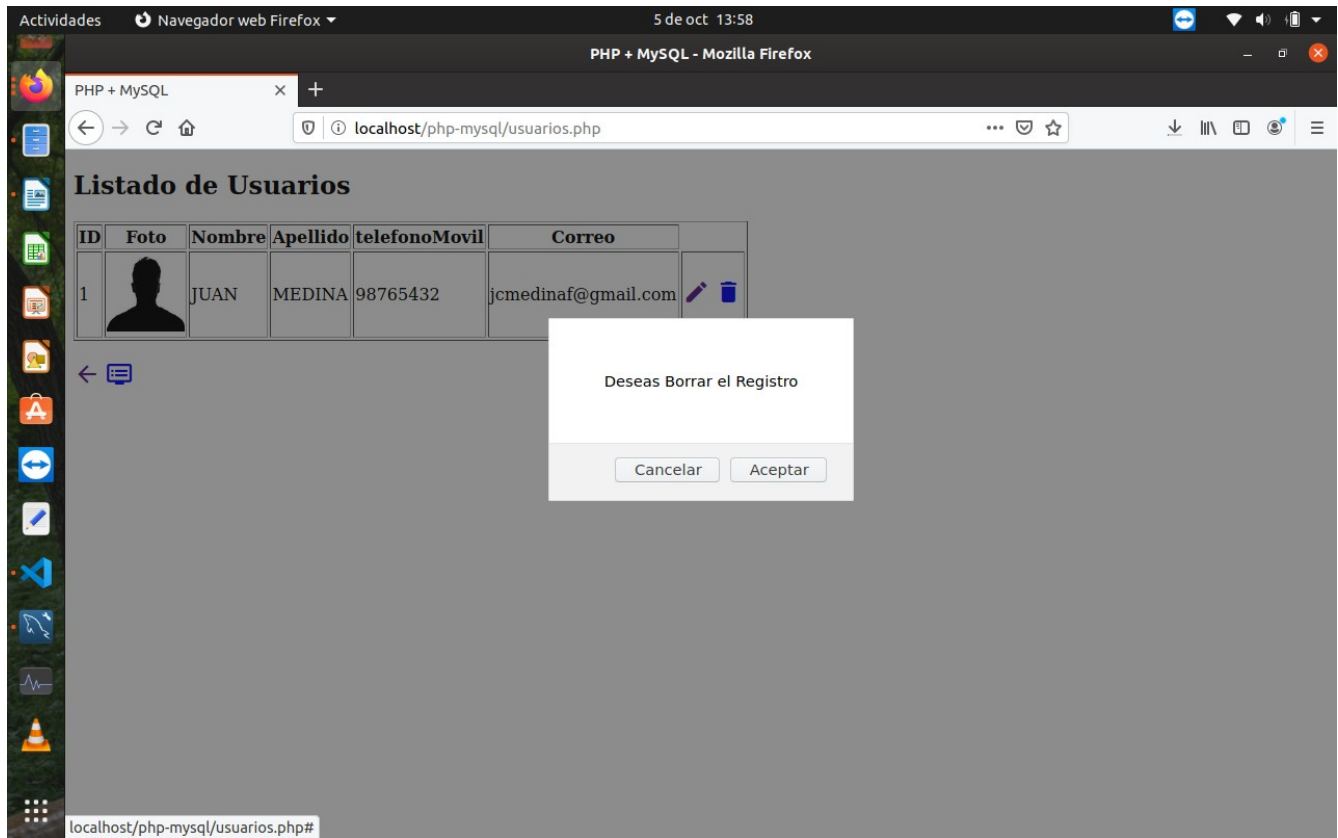 Actividades Navegador web Firefox 5 de oct 13:58
PHP + MySQL - Mozilla Firefox
PHP + MySQL
localhost/php-mysql/usuarios.php
Listado de Usuarios
ID Foto Nombre Apellido telefonoMovil Correo
1 JUAN MEDINA 98765432 jcmedinaf@gmail.com
Deseas Borrar el Registro
Cancelar Aceptar
localhost/php-mysql/usuarios.php#